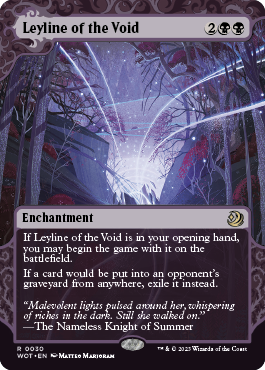 Leyline of the Void 2
Enchantment
If Leyline of the Void is in your opening hand,
you may begin the game with it on the
battlefield.
If a card would be put into an opponent's
graveyard from anywhere, exile it instead.
"Malevolent lights pulsed around her, whispering
of riches in the dark. Still she walked on."
—The Nameless Knight of Summer
R 0030
WOT • EN Matteo Marjoram
™ & © 2023 Wizards of the Coast